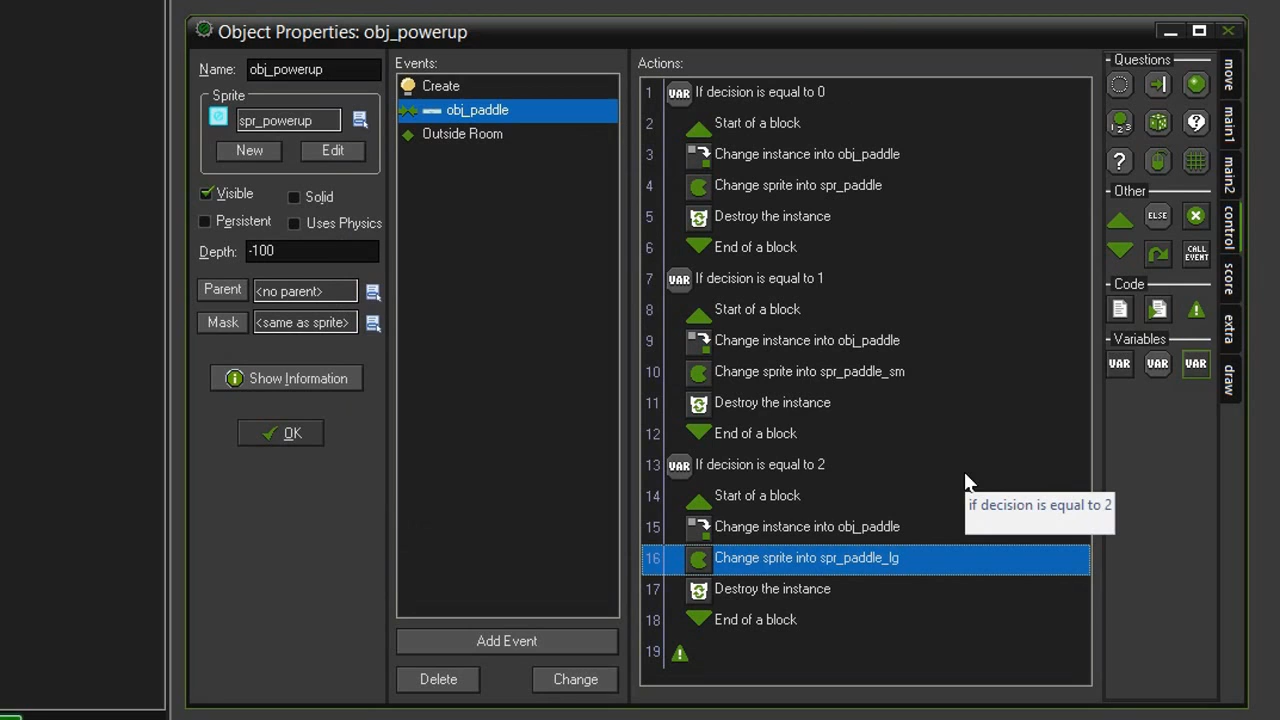 Object Properties: obj_powerup
Name: obj_powerup
Sprite
spr_powerup
New Edit
Visible Solid
Persistent Uses Physics
Depth: -100
Parent <no parent>
Mask <same as sprite>
Show Information
OK
Events:
Create
obj_paddle
Outside Room
Add Event
Delete Change
Actions:
1 VAR If decision is equal to 0
2 Start of a block
3 Change instance into obj_paddle
4 Change sprite into spr_paddle
5 Destroy the instance
6 End of a block
7 VAR If decision is equal to 1
8 Start of a block
9 Change instance into obj_paddle
10 Change sprite into spr_paddle_sm
11 Destroy the instance
12 End of a block
13 VAR If decision is equal to 2
14 Start of a block
15 Change instance into obj_paddle
16 Change sprite into spr_paddle_lg
17 Destroy the instance
18 End of a block
19
if decision is equal to 2
Questions
1 2 3
Other
ELSE
CALL EVENT
Code
Variables
VAR VAR VAR
move
main1
main2
control
score
extra
draw